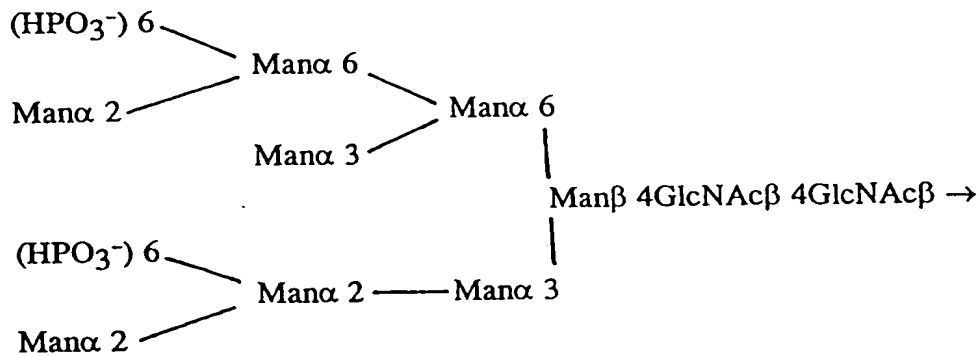 (HPO₃⁻) 6
Manα 6
Manα 2
Manα 6
Manα 3
Manβ 4GlcNAcβ 4GlcNAcβ →
(HPO₃⁻) 6
Manα 2 Manα 3
Manα 2